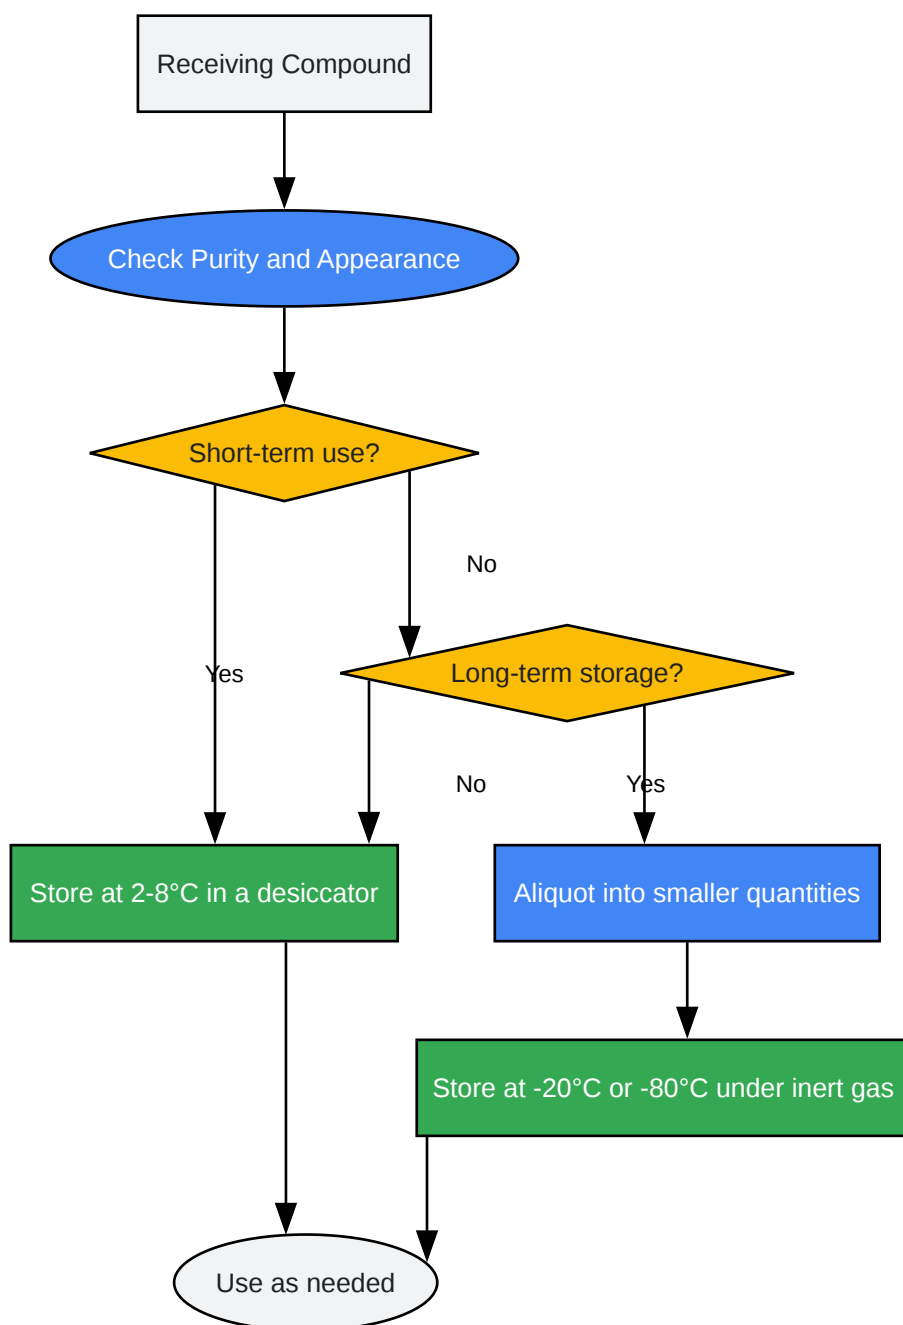 Receiving Compound
Check Purity and Appearance
Short-term use?
No
Yes
Long-term storage?
No
Yes
Store at 2-8°C in a desiccator
Aliquot into smaller quantities
Store at -20°C or -80°C under inert gas
Use as needed